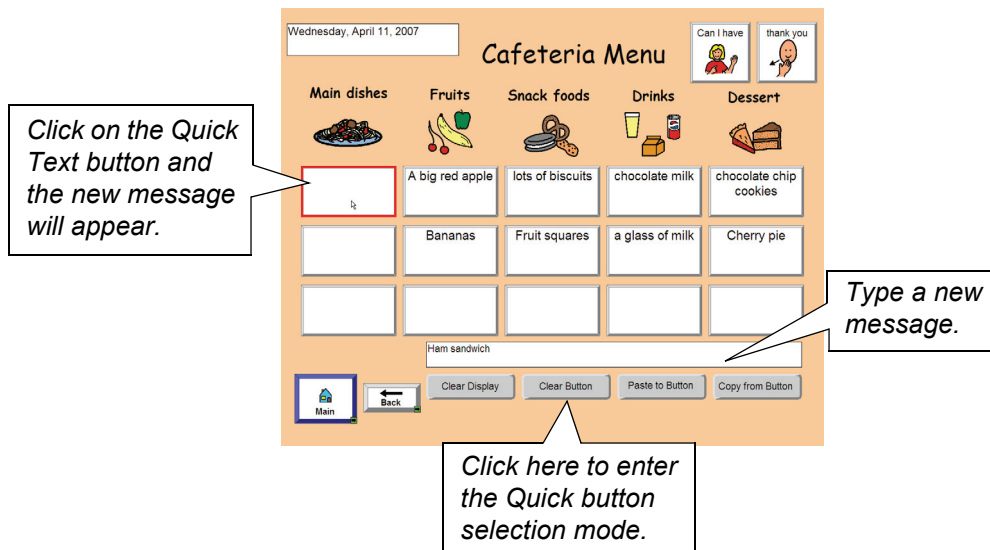 Wednesday, April 11, 2007
Cafeteria Menu
Can I have
thank you
Main dishes
Fruits
Snack foods
Drinks
Dessert
Click on the Quick
Text button and
the new message
will appear.
A big red apple
lots of biscuits
chocolate milk
chocolate chip
cookies
Bananas
Fruit squares
a glass of milk
Cherry pie
Type a new
message.
Ham sandwich
Main
Back
Clear Display
Clear Button
Paste to Button
Copy from Button
Click here to enter
the Quick button
selection mode.